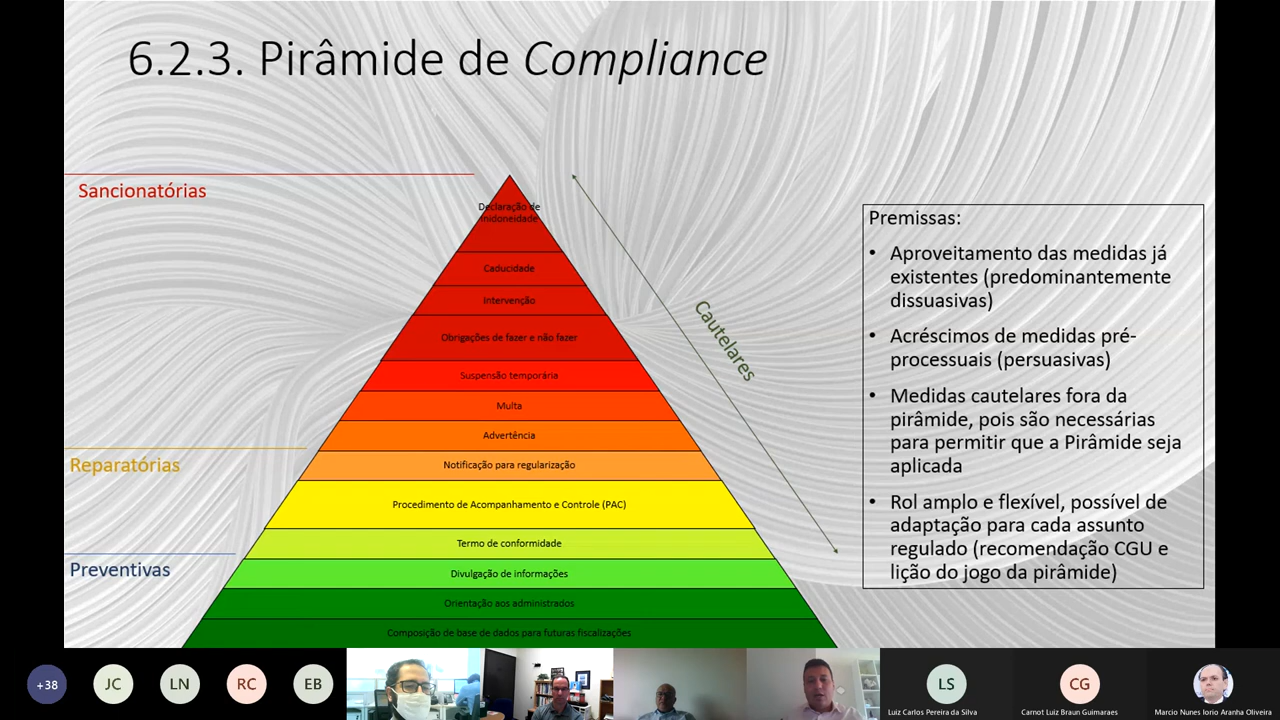 6.2.3. Pirâmide de Compliance
Sancionatórias
Reparatórias
Preventivas
Declaração de
inidoneidade
Caducidade
Intervenção
Obrigações de fazer e não fazer
Suspensão temporária
Multa
Advertência
Notificação para regularização
Procedimento de Acompanhamento e Controle (PAC)
Termo de conformidade
Divulgação de informações
Orientação aos administrados
Composição de base de dados para futuras fiscalizações
Cautelares
Premissas:
• Aproveitamento das medidas já
existentes (predominantemente
dissuasivas)
• Acréscimos de medidas pré-
processuais (persuasivas)
• Medidas cautelares fora da
pirâmide, pois são necessárias
para permitir que a Pirâmide seja
aplicada
• Rol amplo e flexível, possível de
adaptação para cada assunto
regulado (recomendação CGU e
lição do jogo da pirâmide)
+38
JC
LN
RC
EB
LS
Luiz Carlos Pereira da Silva
CG
Carnot Luiz Braun Guimaraes
Marcio Nunes Iorio Aranha Oliveira